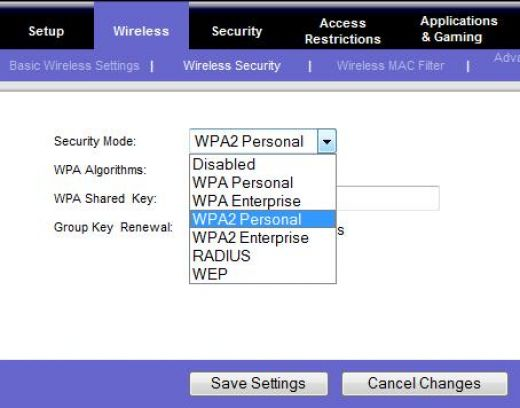 Setup Wireless Security Access Restrictions Applications & Gaming
Basic Wireless Settings | Wireless Security | Wireless MAC Filter | Adva
Security Mode: WPA2 Personal
Disabled
WPA Algorithms:
WPA Personal
WPA Shared Key:
WPA Enterprise
WPA2 Personal
Group Key Renewal: s
WPA2 Enterprise
RADIUS
WEP
Save Settings Cancel Changes